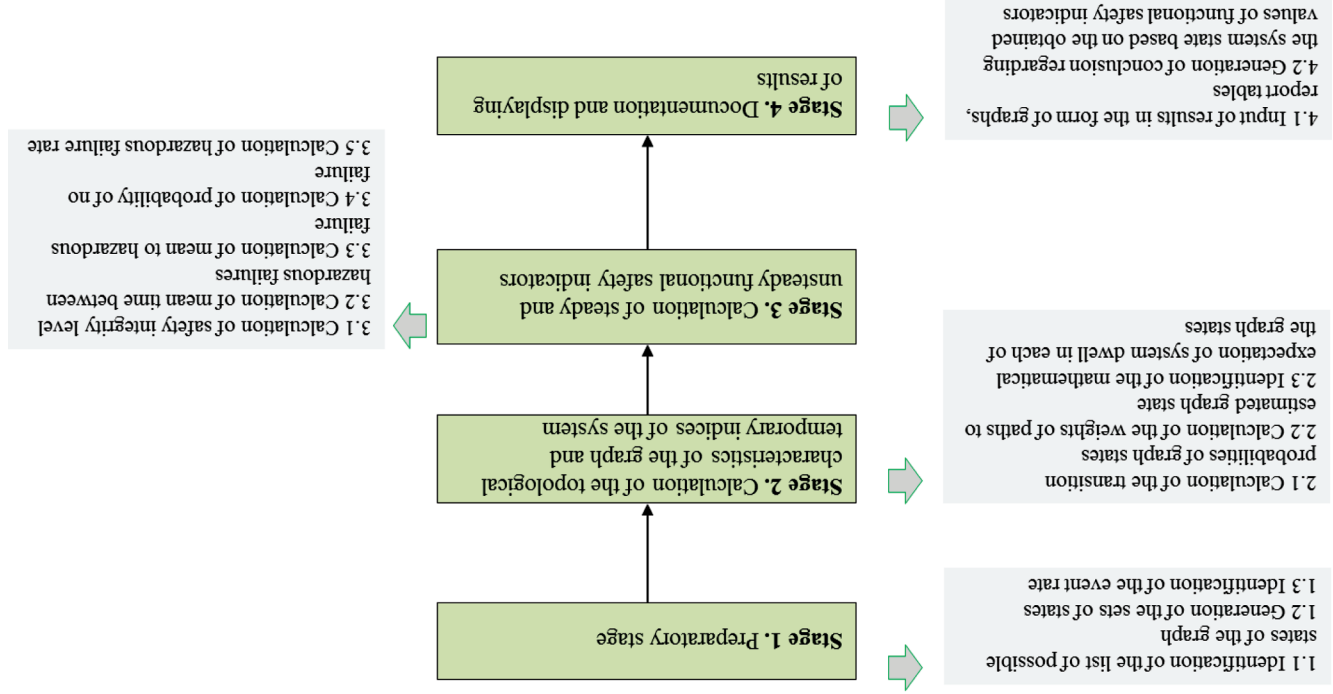 Stage 1. Preparatory stage
1.1 Identification of the list of possible
states of the graph
1.2 Generation of the sets of states
1.3 Identification of the event rate
Stage 2. Calculation of the topological
characteristics of the graph and
temporary indices of the system
2.1 Calculation of the transition
probabilities of graph states
2.2 Calculation of the weights of paths to
estimated graph state
2.3 Identification of the mathematical
expectation of system dwell in each of
the graph states
Stage 3. Calculation of steady and
unsteady functional safety indicators
3.1 Calculation of safety integrity level
3.2 Calculation of mean time between
hazardous failures
3.3 Calculation of mean to hazardous
failure
3.4 Calculation of probability of no
failure
3.5 Calculation of hazardous failure rate
Stage 4. Documentation and displaying
of results
4.1 Input of results in the form of graphs,
report tables
4.2 Generation of conclusion regarding
the system state based on the obtained
values of functional safety indicators